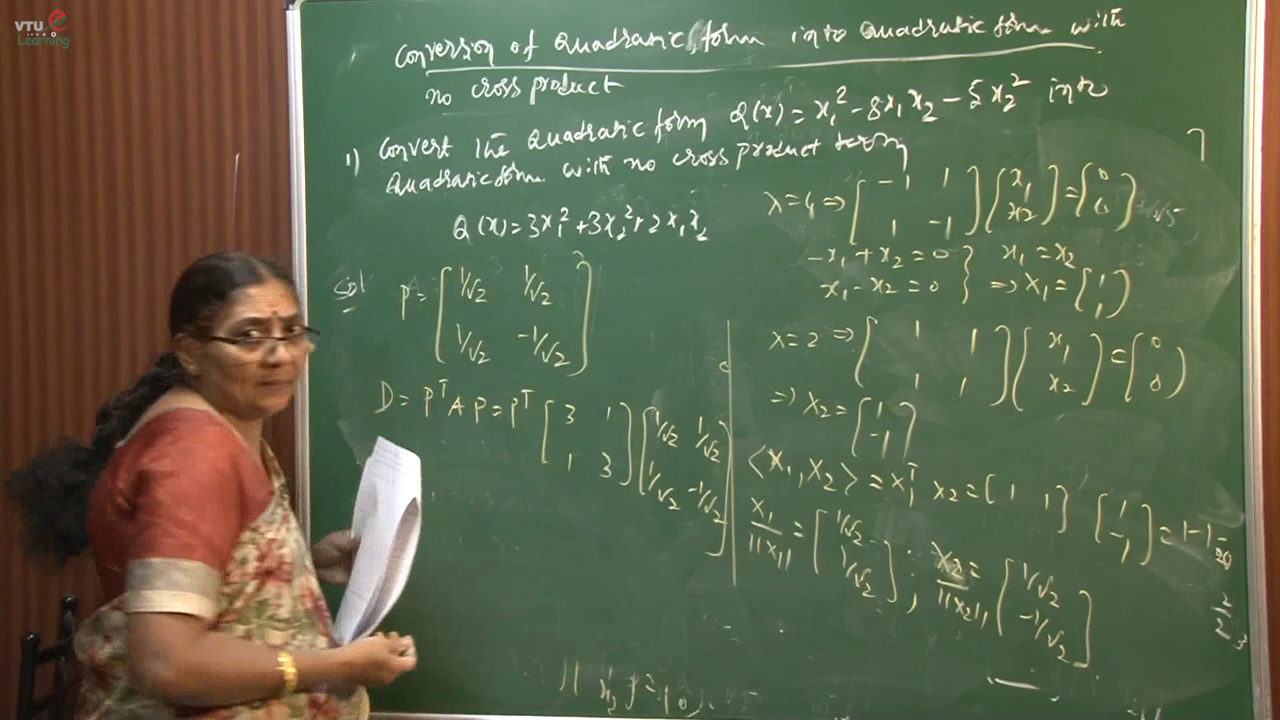 VTU e
Learning
Conversion of Quadratic form into Quadratic form with
no cross product
1) Convert the Quadratic form Q(x) = x₁² - 8x₁x₂ - 5x₂² into
Quadratic form with no cross product term
Q(x) = 3x₁² + 3x₂² + 2x₁x₂
Sol
P = [ 1/√2 1/√2
1/√2 -1/√2 ]
D = PᵀAP = Pᵀ [ 3 1 [ 1/√2 1/√2
1 3 ] 1/√2 -1/√2 ]
λ=4 ⇒ [ -1 1 ] [ x₁ ] = [ 0 ]
1 -1 x₂ 0
-x₁ + x₂ = 0 } x₁ = x₂
x₁ - x₂ = 0 } ⇒ X₁ = [ 1
1 ]
λ=2 ⇒ [ 1 1 ] [ x₁ ] = [ 0 ]
1 1 x₂ 0
⇒ X₂ = [ 1
-1 ]
⟨X₁, X₂⟩ = X₁ᵀ X₂ = [ 1 1 ] [ 1 ] = 1-1=0
-1
X₁/||X₁|| = [ 1/√2 ; X₂/||X₂|| = [ 1/√2
1/√2 ] -1/√2 ]